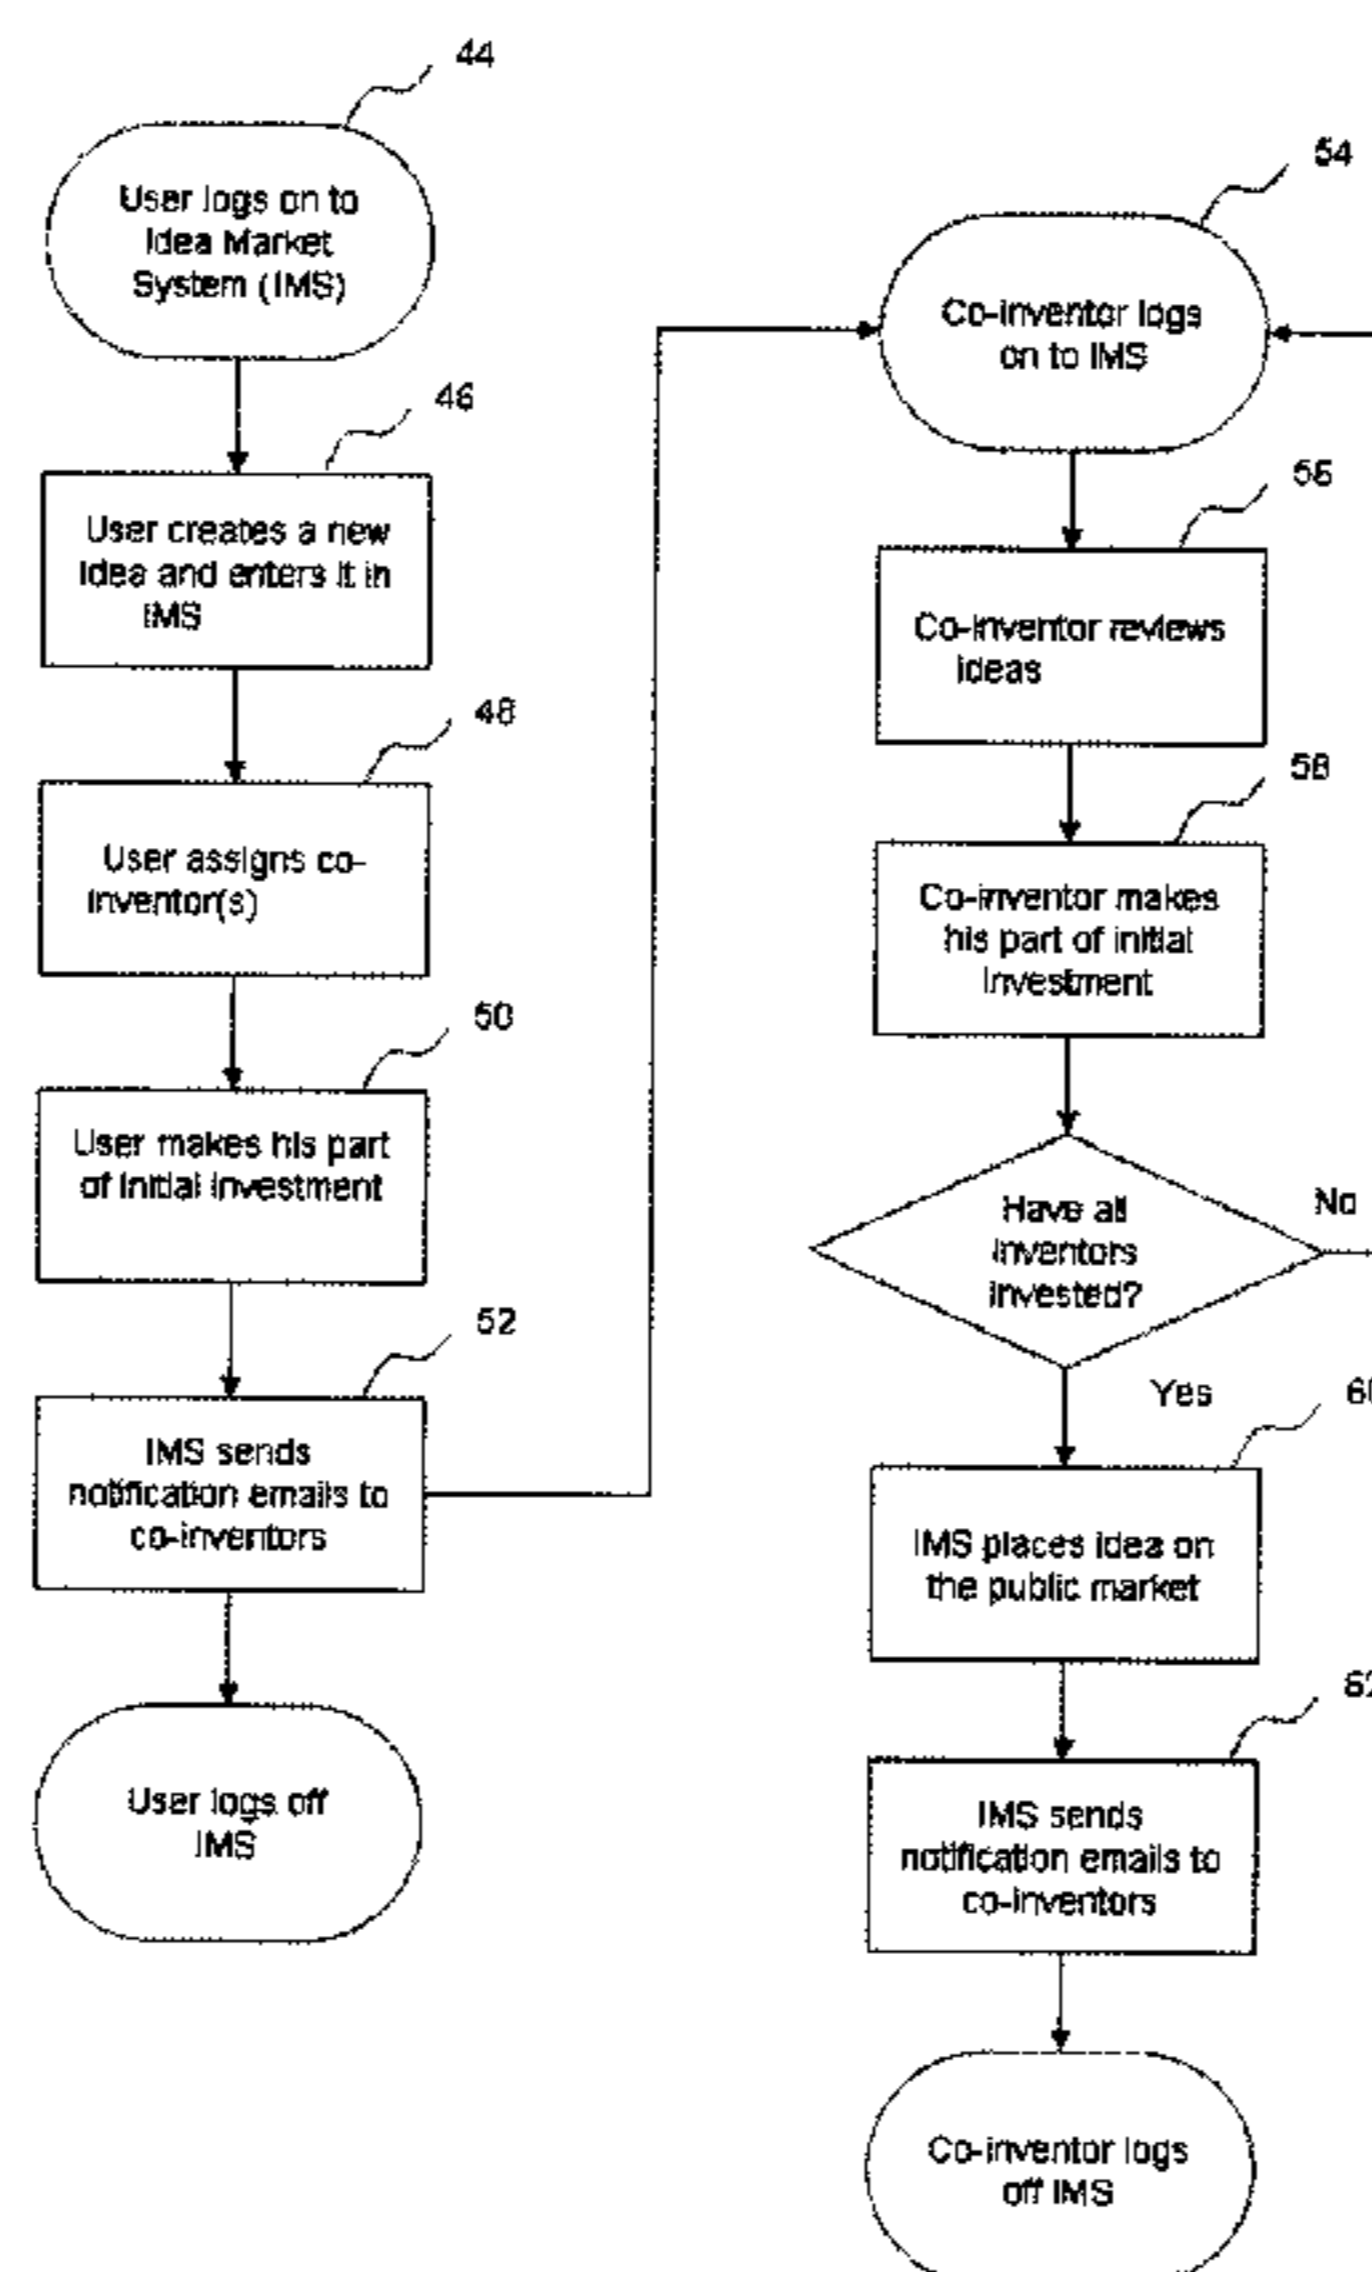 44
User logs on to
Idea Market
System (IMS)
46
User creates a new
idea and enters it in
IMS
48
User assigns co-
inventor(s)
50
User makes his part
of initial investment
52
IMS sends
notification emails to
co-inventors
User logs off
IMS
54
Co-inventor logs
on to IMS
56
Co-inventor reviews
ideas
58
Co-inventor makes
his part of initial
investment
Have all
inventors
invested?
No
Yes
60
IMS places idea on
the public market
62
IMS sends
notification emails to
co-inventors
Co-inventor logs
off IMS